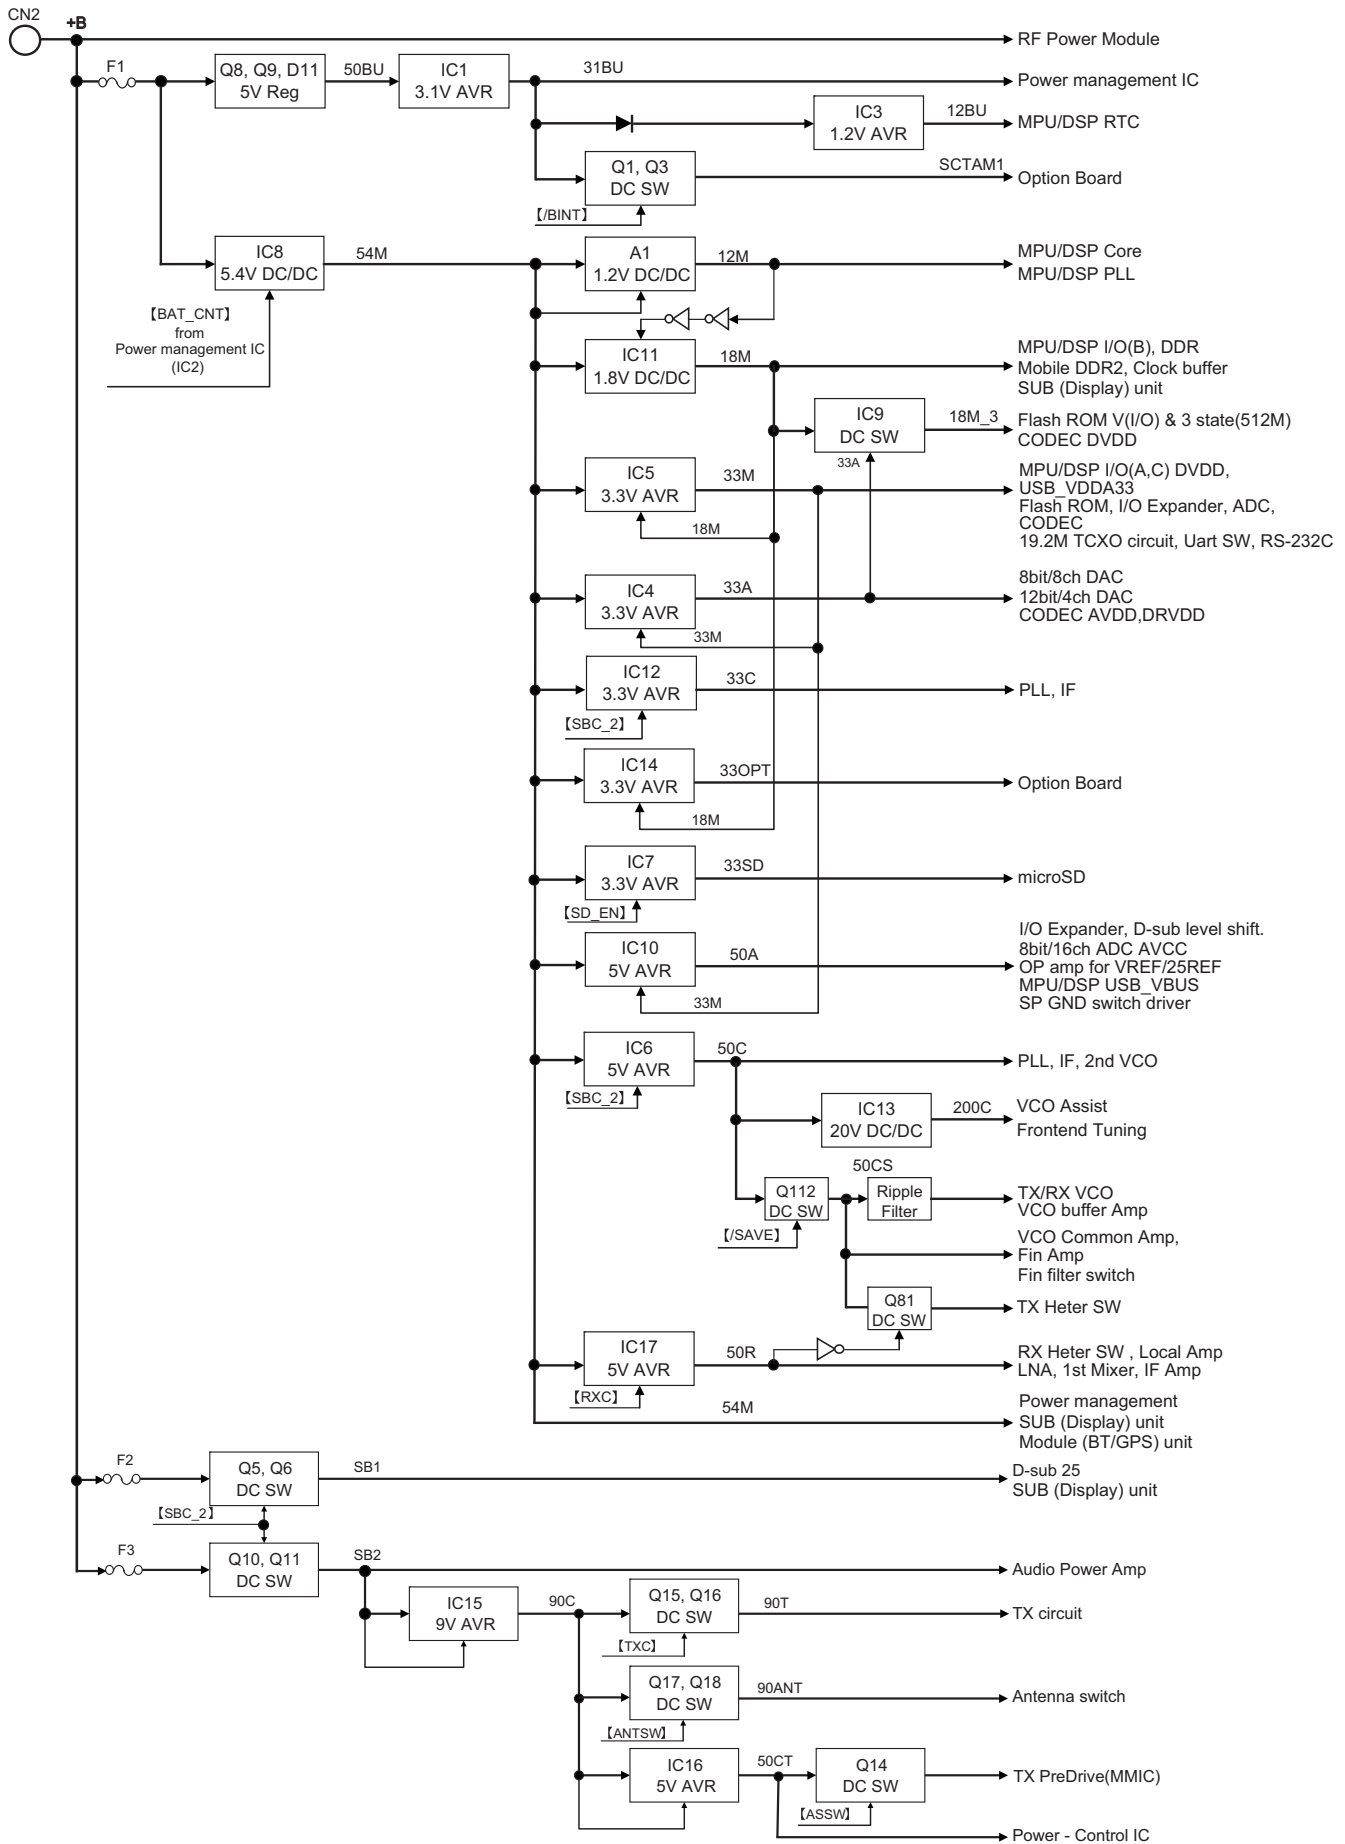 CN2
+B
RF Power Module
F1
Q8, Q9, D11
5V Reg
50BU
IC1
3.1V AVR
31BU
Power management IC
IC3
1.2V AVR
12BU
MPU/DSP RTC
Q1, Q3
DC SW
SCTAM1
Option Board
【/BINT】
IC8
5.4V DC/DC
54M
A1
1.2V DC/DC
12M
MPU/DSP Core
MPU/DSP PLL
【BAT_CNT】
from
Power management IC
(IC2)
IC11
1.8V DC/DC
18M
MPU/DSP I/O(B), DDR
Mobile DDR2, Clock buffer
SUB (Display) unit
IC9
DC SW
18M_3
Flash ROM V(I/O) & 3 state(512M)
CODEC DVDD
33A
IC5
3.3V AVR
33M
18M
MPU/DSP I/O(A,C) DVDD,
USB_VDDA33
Flash ROM, I/O Expander, ADC,
CODEC
19.2M TCXO circuit, Uart SW, RS-232C
IC4
3.3V AVR
33A
33M
8bit/8ch DAC
12bit/4ch DAC
CODEC AVDD,DRVDD
IC12
3.3V AVR
33C
PLL, IF
【SBC_2】
IC14
3.3V AVR
33OPT
Option Board
18M
IC7
3.3V AVR
33SD
microSD
【SD_EN】
IC10
5V AVR
50A
33M
I/O Expander, D-sub level shift.
8bit/16ch ADC AVCC
OP amp for VREF/25REF
MPU/DSP USB_VBUS
SP GND switch driver
IC6
5V AVR
50C
PLL, IF, 2nd VCO
【SBC_2】
IC13
20V DC/DC
200C
VCO Assist
Frontend Tuning
50CS
Q112
DC SW
Ripple
Filter
TX/RX VCO
VCO buffer Amp
【/SAVE】
VCO Common Amp,
Fin Amp
Fin filter switch
Q81
DC SW
TX Heter SW
IC17
5V AVR
50R
RX Heter SW , Local Amp
LNA, 1st Mixer, IF Amp
【RXC】
54M
Power management
SUB (Display) unit
Module (BT/GPS) unit
F2
Q5, Q6
DC SW
SB1
D-sub 25
SUB (Display) unit
【SBC_2】
F3
Q10, Q11
DC SW
SB2
Audio Power Amp
IC15
9V AVR
90C
Q15, Q16
DC SW
90T
TX circuit
【TXC】
Q17, Q18
DC SW
90ANT
Antenna switch
【ANTSW】
IC16
5V AVR
50CT
Q14
DC SW
TX PreDrive(MMIC)
【ASSW】
Power - Control IC